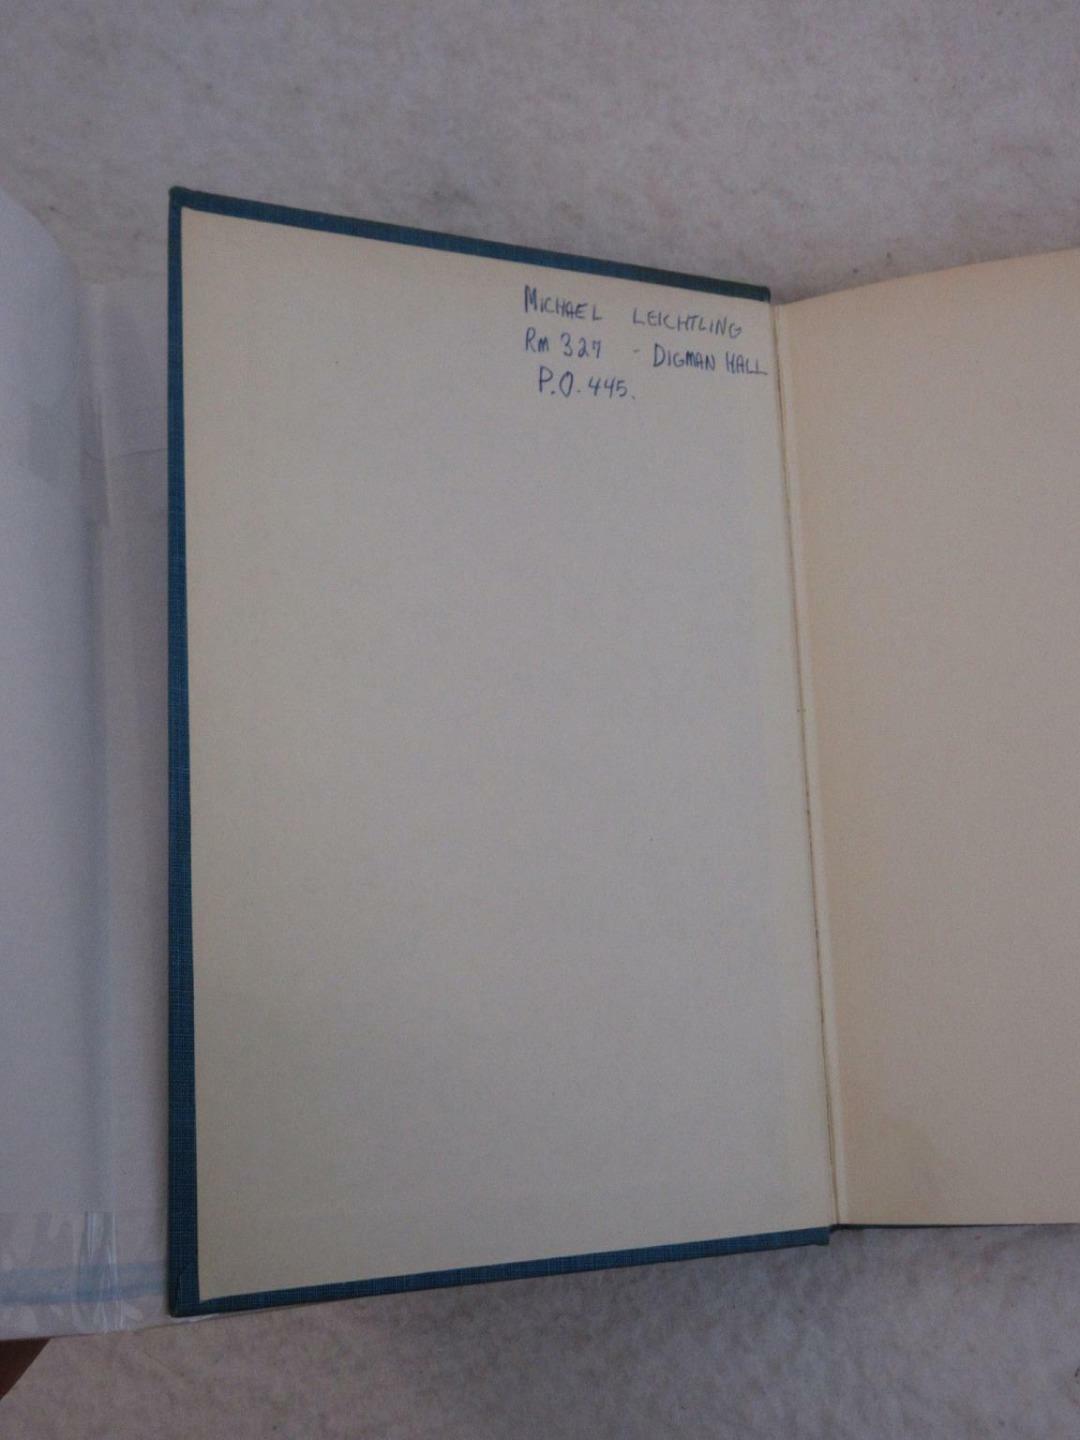 MICHAEL LEICHTLING
Rm 327 - DIGMAN HALL
P.O. 445.